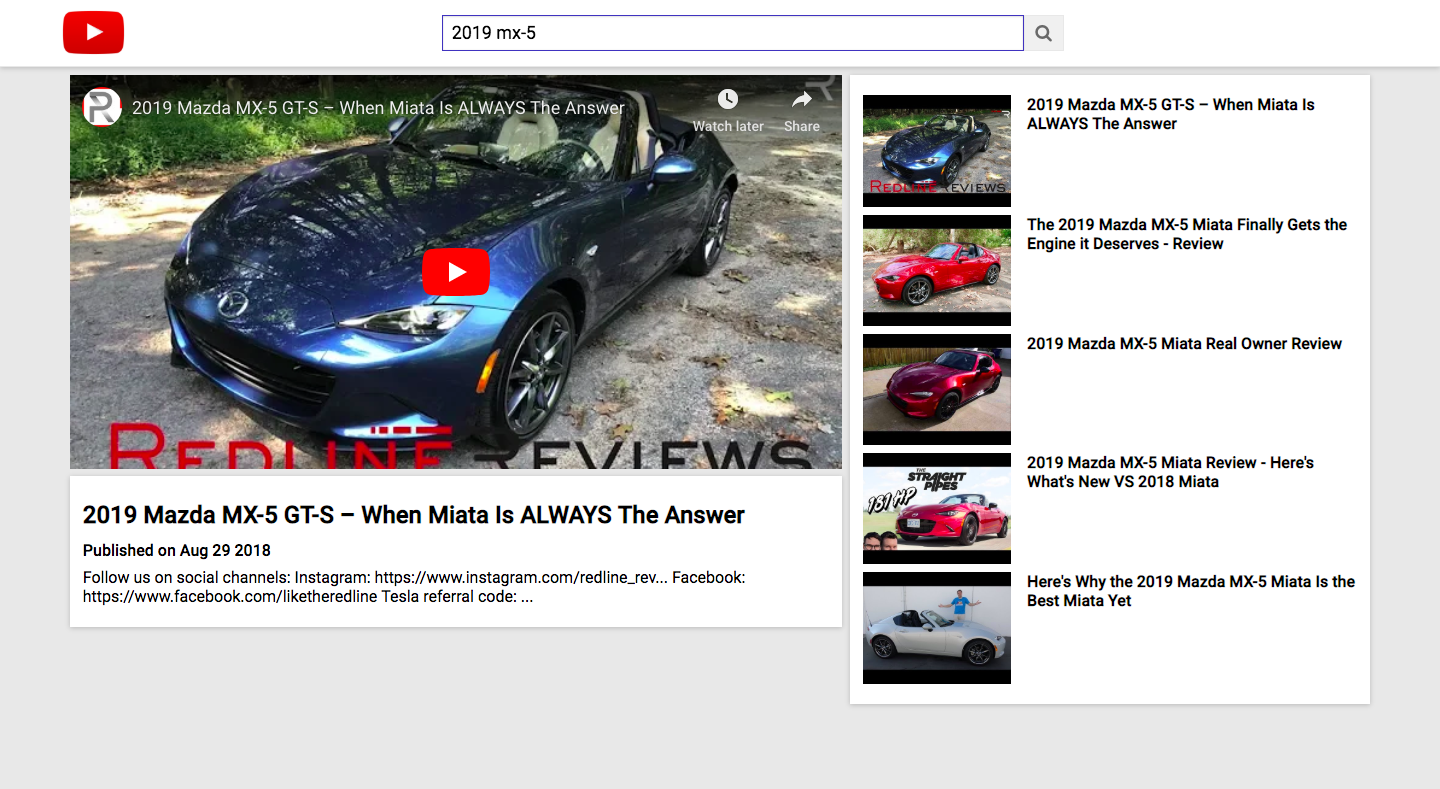 2019 mx-5
2019 Mazda MX-5 GT-S – When Miata Is ALWAYS The Answer
Watch later
Share
REDLINE REVIEWS
2019 Mazda MX-5 GT-S – When Miata Is ALWAYS The Answer
Published on Aug 29 2018
Follow us on social channels: Instagram: https://www.instagram.com/redline_rev... Facebook:
https://www.facebook.com/liketheredline Tesla referral code: ...
REDLINE REVIEWS
2019 Mazda MX-5 GT-S – When Miata Is
ALWAYS The Answer
The 2019 Mazda MX-5 Miata Finally Gets the
Engine it Deserves - Review
2019 Mazda MX-5 Miata Real Owner Review
THE
STRAIGHT
PIPES
181 HP
2019 Mazda MX-5 Miata Review - Here's
What's New VS 2018 Miata
Here's Why the 2019 Mazda MX-5 Miata Is the
Best Miata Yet